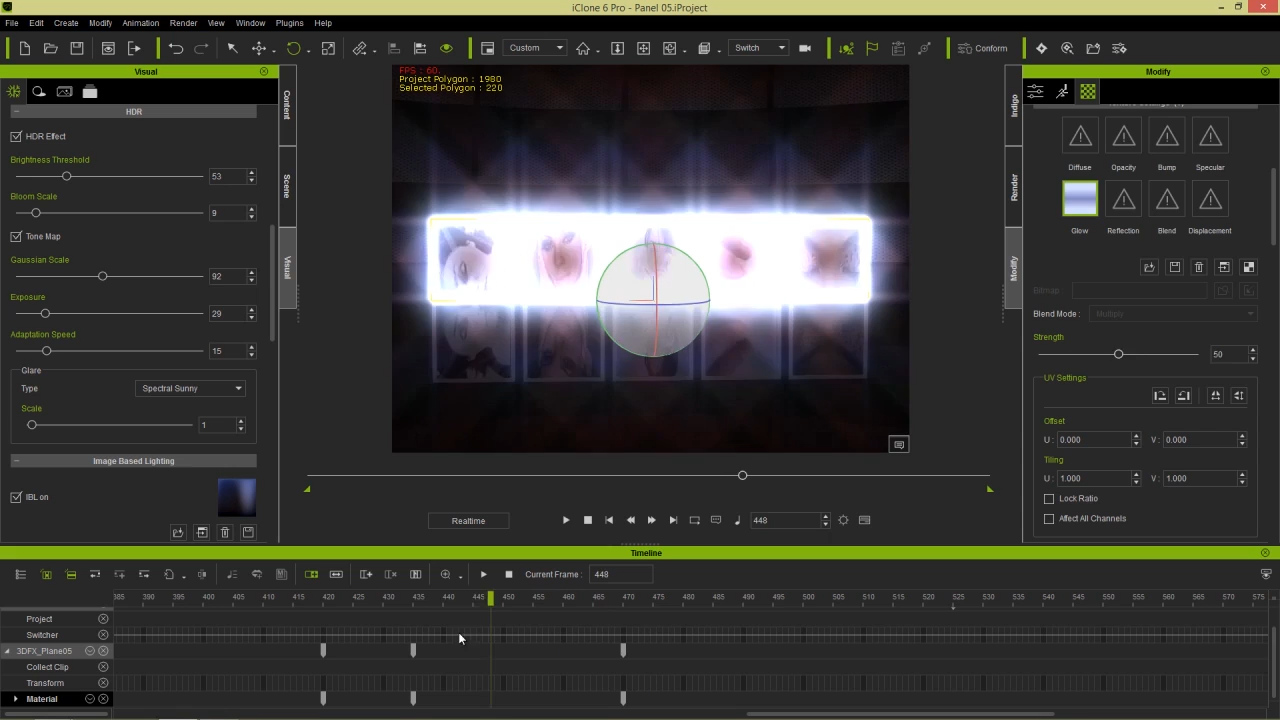 iClone 6 Pro - Panel 05.iProject
File Edit Create Modify Animation Render View Window Plugins Help
Custom Switch Conform
Visual
HDR
HDR Effect
Brightness Threshold
53
Bloom Scale
9
Tone Map
Gaussian Scale
92
Exposure
29
Adaptation Speed
15
Glare
Type Spectral Sunny
Scale
1
Image Based Lighting
IBL on
Content
Scene
Visual
FPS : 60.
Project Polygon : 1980
Selected Polygon : 220
Realtime
448
Indigo
Render
Modify
Modify
Diffuse Opacity Bump Specular
Glow Reflection Blend Displacement
Bitmap :
Blend Mode : Multiply
Strength
50
UV Settings
Offset
U : 0.000 V : 0.000
Tiling
U : 1.000 V : 1.000
Lock Ratio
Affect All Channels
Timeline
Current Frame : 448
385 390 395 400 405 410 415 420 425 430 435 440 445 450 455 460 465 470 475 480 485 490 495 500 505 510 515 520 525 530 535 540 545 550 555 560 565 570 575
Project
Switcher
3DFX_Plane05
Collect Clip
Transform
Material